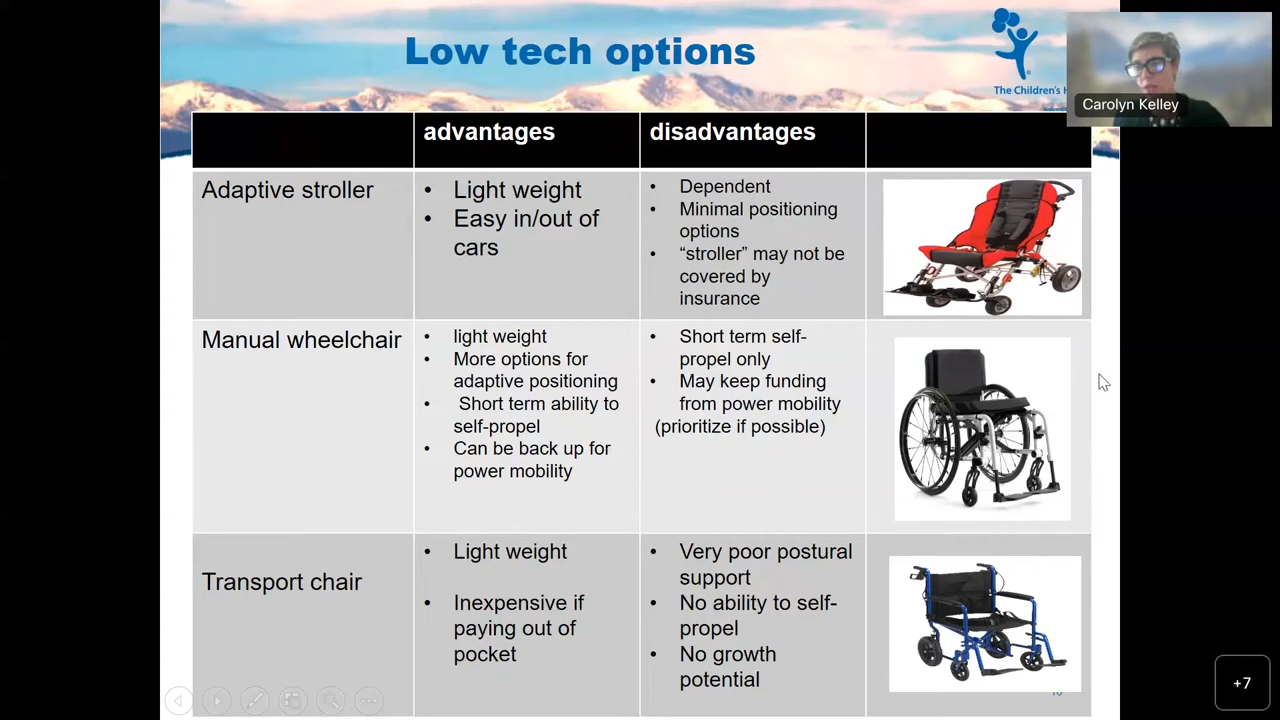 Low tech options
The Children's H
Carolyn Kelley
advantages
disadvantages
Adaptive stroller
• Light weight
• Easy in/out of
cars
• Dependent
• Minimal positioning
options
• “stroller” may not be
covered by
insurance
Manual wheelchair
• light weight
• More options for
adaptive positioning
• Short term ability to
self-propel
• Can be back up for
power mobility
• Short term self-
propel only
• May keep funding
from power mobility
(prioritize if possible)
Transport chair
• Light weight
• Inexpensive if
paying out of
pocket
• Very poor postural
support
• No ability to self-
propel
• No growth
potential
+7